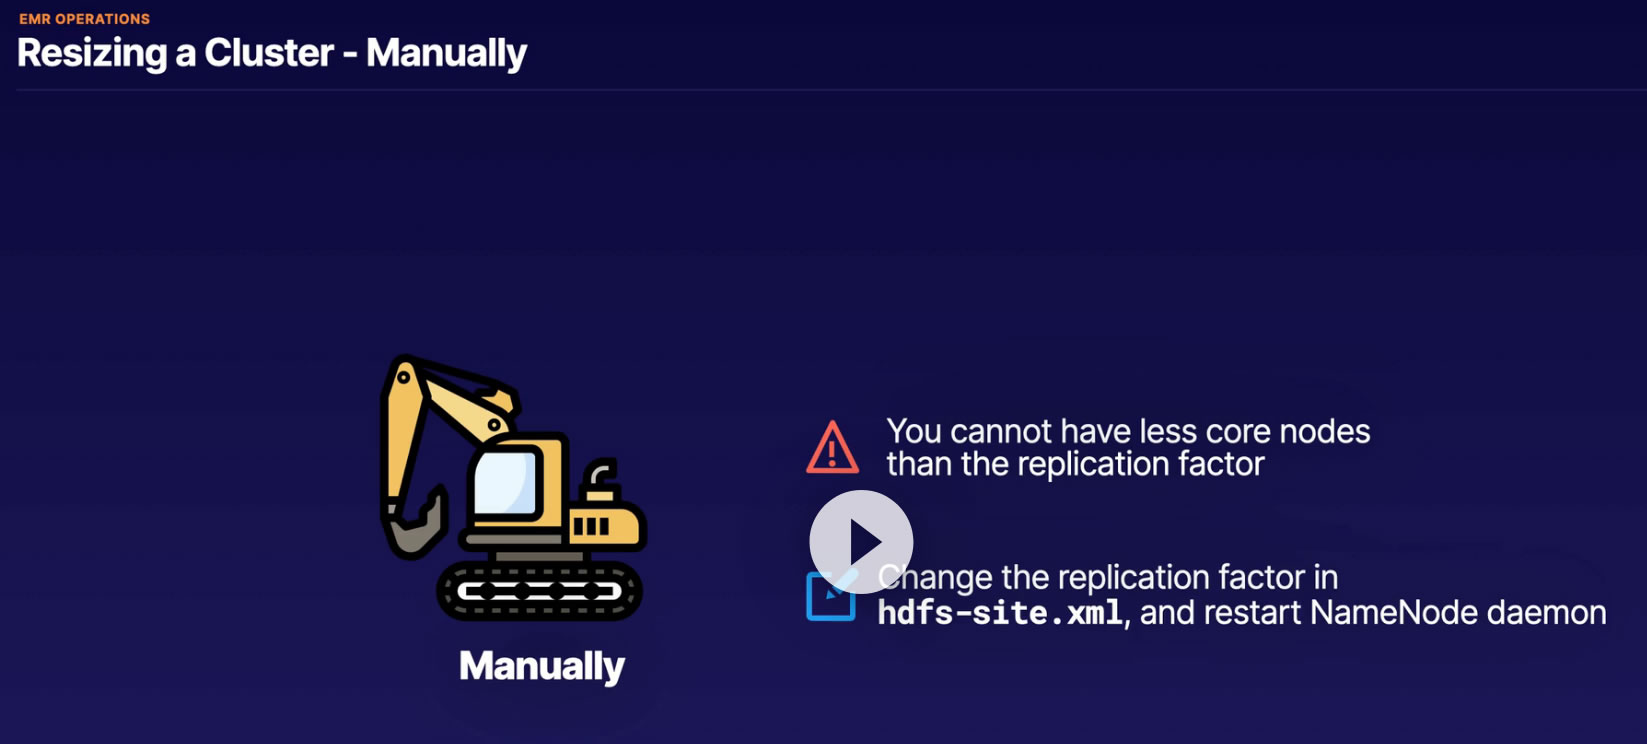 EMR OPERATIONS
Resizing a Cluster - Manually
You cannot have less core nodes
than the replication factor
Change the replication factor in
hdfs-site.xml, and restart NameNode daemon
Manually